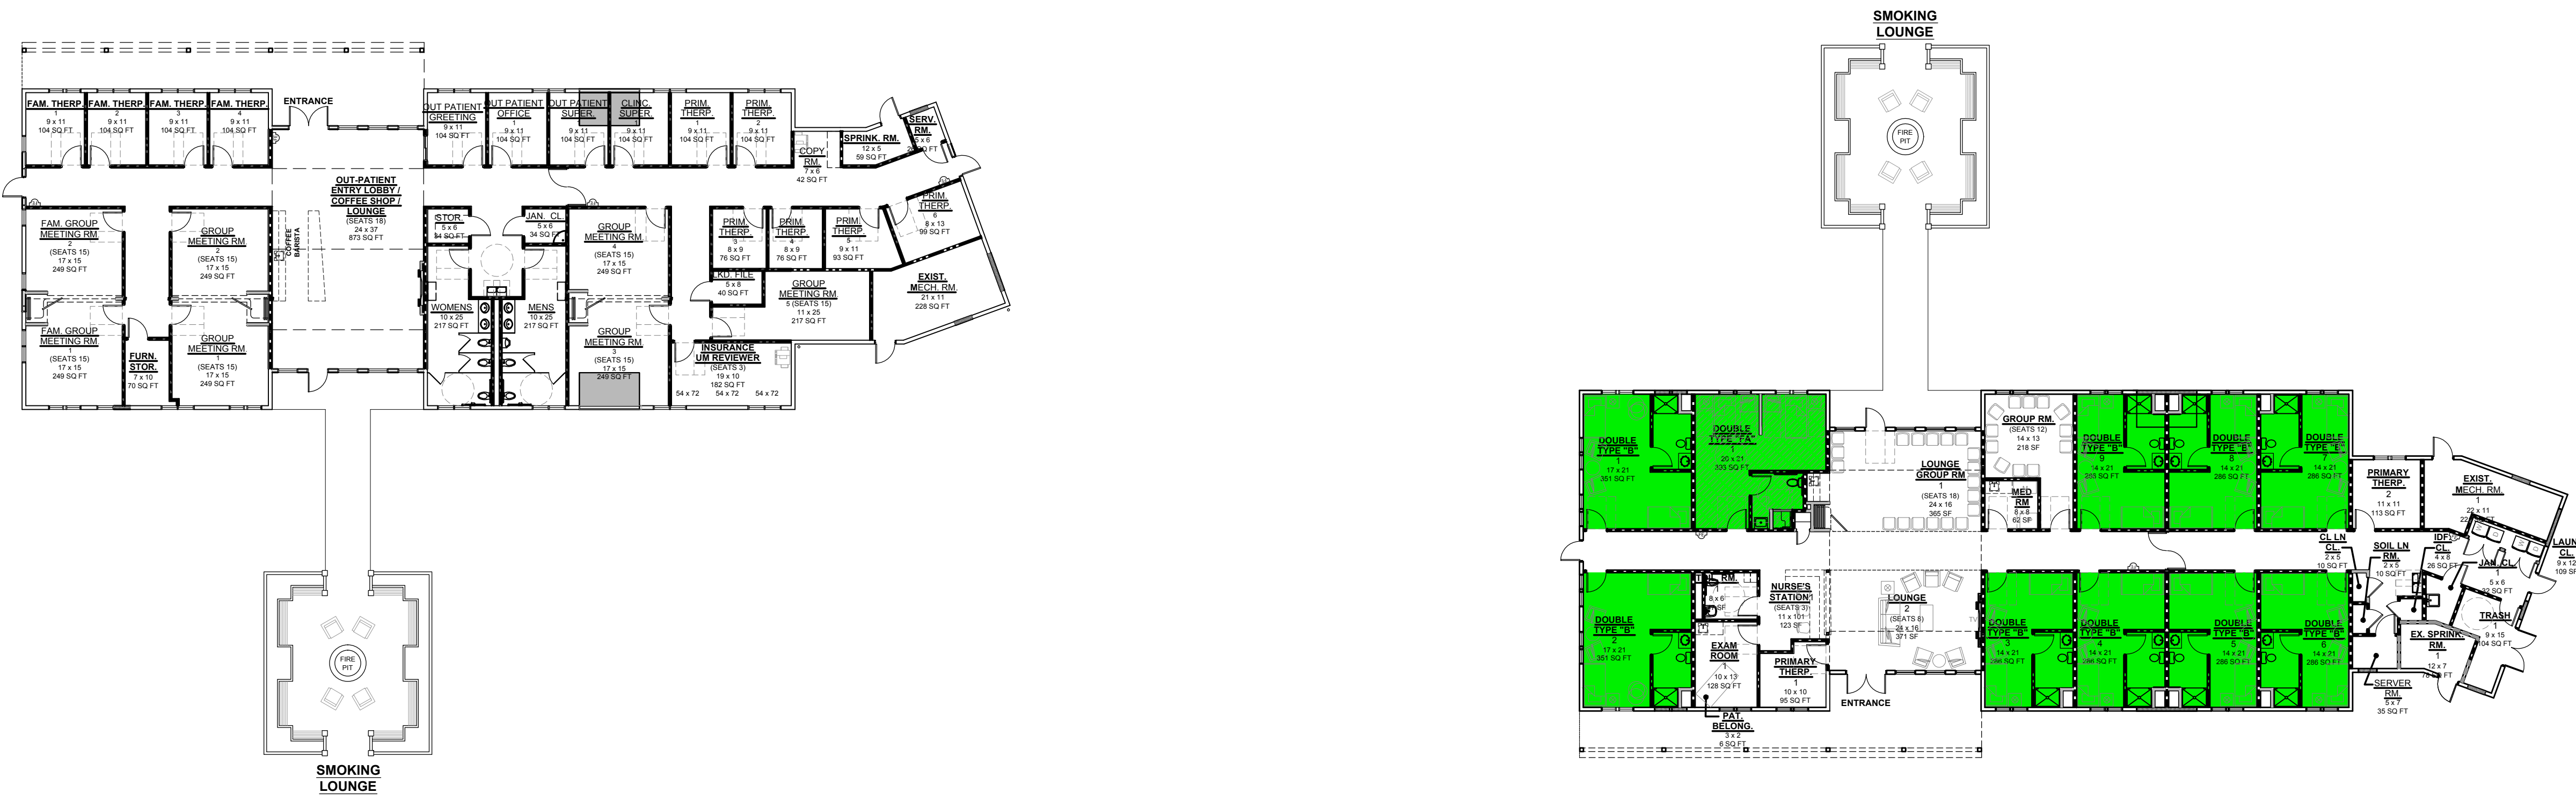 SMOKING
LOUNGE
FIRE
PIT
FAM. THERP.
1
9 x 11
104 SQ FT
FAM. THERP.
2
9 x 11
104 SQ FT
FAM. THERP.
3
9 x 11
104 SQ FT
FAM. THERP.
4
9 x 11
104 SQ FT
ENTRANCE
OUT PATIENT
GREETING
9 x 11
104 SQ FT
OUT PATIENT
OFFICE
1
9 x 11
104 SQ FT
OUT PATIENT
SUPER.
9 x 11
104 SQ FT
CLINC.
SUPER.
1
9 x 11
104 SQ FT
PRIM.
THERP.
1
9 x 11
104 SQ FT
PRIM.
THERP.
2
9 x 11
104 SQ FT
COPY
RM.
7 x 6
42 SQ FT
SPRINK. RM.
12 x 5
59 SQ FT
SERV.
RM.
5 x 6
OUT-PATIENT
ENTRY LOBBY /
COFFEE SHOP /
LOUNGE
(SEATS 18)
24 x 37
873 SQ FT
COFFEE
BARISTA
FAM. GROUP
MEETING RM
2
(SEATS 15)
17 x 15
249 SQ FT
GROUP
MEETING RM
2
(SEATS 15)
17 x 15
249 SQ FT
STOR.
5 x 6
34 SQ FT
JAN. CL.
5 x 6
34 SQ FT
GROUP
MEETING RM
4
(SEATS 15)
17 x 15
249 SQ FT
PRIM.
THERP.
3
8 x 9
76 SQ FT
PRIM.
THERP.
4
8 x 9
76 SQ FT
PRIM.
THERP.
5
9 x 11
93 SQ FT
PRIM.
THERP.
6
8 x 13
99 SQ FT
LKD. FILE
5 x 8
40 SQ FT
GROUP
MEETING RM
5 (SEATS 15)
11 x 25
217 SQ FT
EXIST.
MECH. RM.
21 x 11
228 SQ FT
FAM. GROUP
MEETING RM
1
(SEATS 15)
17 x 15
249 SQ FT
FURN.
STOR.
7 x 10
70 SQ FT
GROUP
MEETING RM
1
(SEATS 15)
17 x 15
249 SQ FT
WOMENS
10 x 25
217 SQ FT
MENS
10 x 25
217 SQ FT
GROUP
MEETING RM
3
(SEATS 15)
17 x 15
249 SQ FT
INSURANCE
UM REVIEWER
(SEATS 3)
19 x 10
182 SQ FT
54 x 72
54 x 72
54 x 72
FIRE
PIT
SMOKING
LOUNGE
DOUBLE
TYPE "B"
1
17 x 21
351 SQ FT
DOUBLE
TYPE "FA"
1
20 x 21
393 SQ FT
LOUNGE
GROUP RM
1
(SEATS 18)
24 x 16
365 SF
GROUP RM.
(SEATS 12)
14 x 13
218 SF
MED
RM
8 x 8
62 SF
DOUBLE
TYPE "B"
9
14 x 21
DOUBLE
TYPE "B"
8
14 x 21
286 SQ FT
DOUBLE
TYPE "B"
7
14 x 21
286 SQ FT
PRIMARY
THERP.
2
11 x 11
113 SQ FT
EXIST.
MECH. RM.
1
22 x 11
CL LN
CL.
2 x 5
10 SQ FT
SOIL LN
RM.
2 x 5
10 SQ FT
IDF
CL.
4 x 8
26 SQ FT
JAN. CL.
1
5 x 6
32 SQ FT
LAUN
CL.
9 x 12
109 SF
DOUBLE
TYPE "B"
2
17 x 21
351 SQ FT
RM.
8 x 6
NURSE'S
STATION
(SEATS 3)
11 x 101
123 SF
EXAM
ROOM
1
10 x 13
128 SQ FT
PRIMARY
THERP.
1
10 x 10
95 SQ FT
PAT.
BELONG.
3 x 2
6 SQ FT
LOUNGE
2
(SEATS 8)
24 x 16
371 SF
TV
ENTRANCE
DOUBLE
TYPE "B"
3
14 x 21
286 SQ FT
DOUBLE
TYPE "B"
4
14 x 21
286 SQ FT
DOUBLE
TYPE "B"
5
14 x 21
286 SQ FT
DOUBLE
TYPE "B"
6
14 x 21
286 SQ FT
EX. SPRINK.
RM.
1
12 x 7
78 SQ FT
TRASH
1
9 x 15
104 SQ FT
SERVER
RM.
5 x 7
35 SQ FT